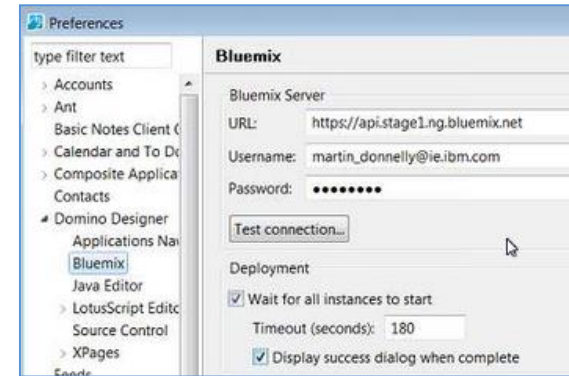 Preferences
type filter text
Accounts
Ant
Basic Notes Client C
Calendar and To Do
Composite Applica
Contacts
Domino Designer
Applications Nav
Bluemix
Java Editor
LotusScript Editc
Source Control
XPages
Feeds
Bluemix
Bluemix Server
URL: https://api.stage1.ng.bluemix.net
Username: martin_donnelly@ie.ibm.com
Password: ●●●●●●●●
Test connection...
Deployment
Wait for all instances to start
Timeout (seconds): 180
Display success dialog when complete